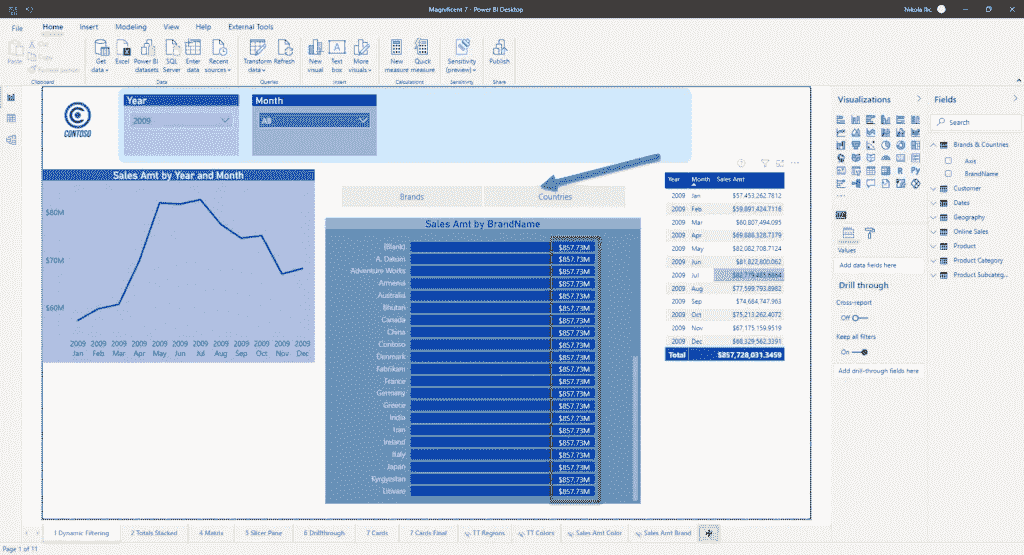 Magnificent 7 - Power BI Desktop
Nikola Ilic
File Home Insert Modeling View Help External Tools
Paste
Cut
Copy
Format painter
Clipboard
Get data
Excel
Power BI datasets
SQL Server
Enter data
Recent sources
Data
Transform data
Refresh
Queries
New visual
Text box
More visuals
Insert
New measure
Quick measure
Calculations
Sensitivity (preview)
Sensitivity
Publish
Share
CONTOSO
Year
2009
Month
All
Sales Amt by Year and Month
$80M
$70M
$60M
2009 2009 2009 2009 2009 2009 2009 2009 2009 2009 2009 2009
Jan Feb Mar Apr May Jun Jul Aug Sep Oct Nov Dec
Brands Countries
Sales Amt by BrandName
(Blank) $857.73M
A. Datum $857.73M
Adventure Works $857.73M
Armenia $857.73M
Australia $857.73M
Bhutan $857.73M
Canada $857.73M
China $857.73M
Contoso $857.73M
Denmark $857.73M
Fabrikam $857.73M
France $857.73M
Germany $857.73M
Greece $857.73M
India $857.73M
Iran $857.73M
Ireland $857.73M
Italy $857.73M
Japan $857.73M
Kyrgyzstan $857.73M
Litware $857.73M
Year Month Sales Amt
2009 Jan $57,453,262.7812
2009 Feb $59,891,424.7116
2009 Mar $60,807,494.095
2009 Apr $69,886,328.7379
2009 May $82,082,708.7124
2009 Jun $81,822,800.062
2009 Jul
2009 Aug $77,599,793.8982
2009 Sep $74,664,747.963
2009 Oct $75,213,262.4072
2009 Nov $67,175,159.9519
2009 Dec $68,329,562.3391
Total $857,728,031.3459
Visualizations
Values
Add data fields here
Drill through
Cross-report
Off
Keep all filters
On
Add drill-through fields here
Fields
Search
Brands & Countries
Axis
BrandName
Customer
Dates
Geography
Online Sales
Product
Product Category
Product Subcateg...
1 Dynamic Filtering 2 Totals Stacked 4 Matrix 5 Slicer Pane 6 Drillthrough 7 Cards 7 Cards Final TT Regions TT Colors Sales Amt Color Sales Amt Brand
Page 1 of 11